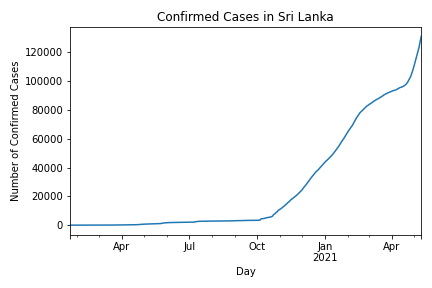 Confirmed Cases in Sri Lanka
Number of Confirmed Cases
120000
100000
80000
60000
40000
20000
0
Apr Jul Oct Jan Apr
2021
Day